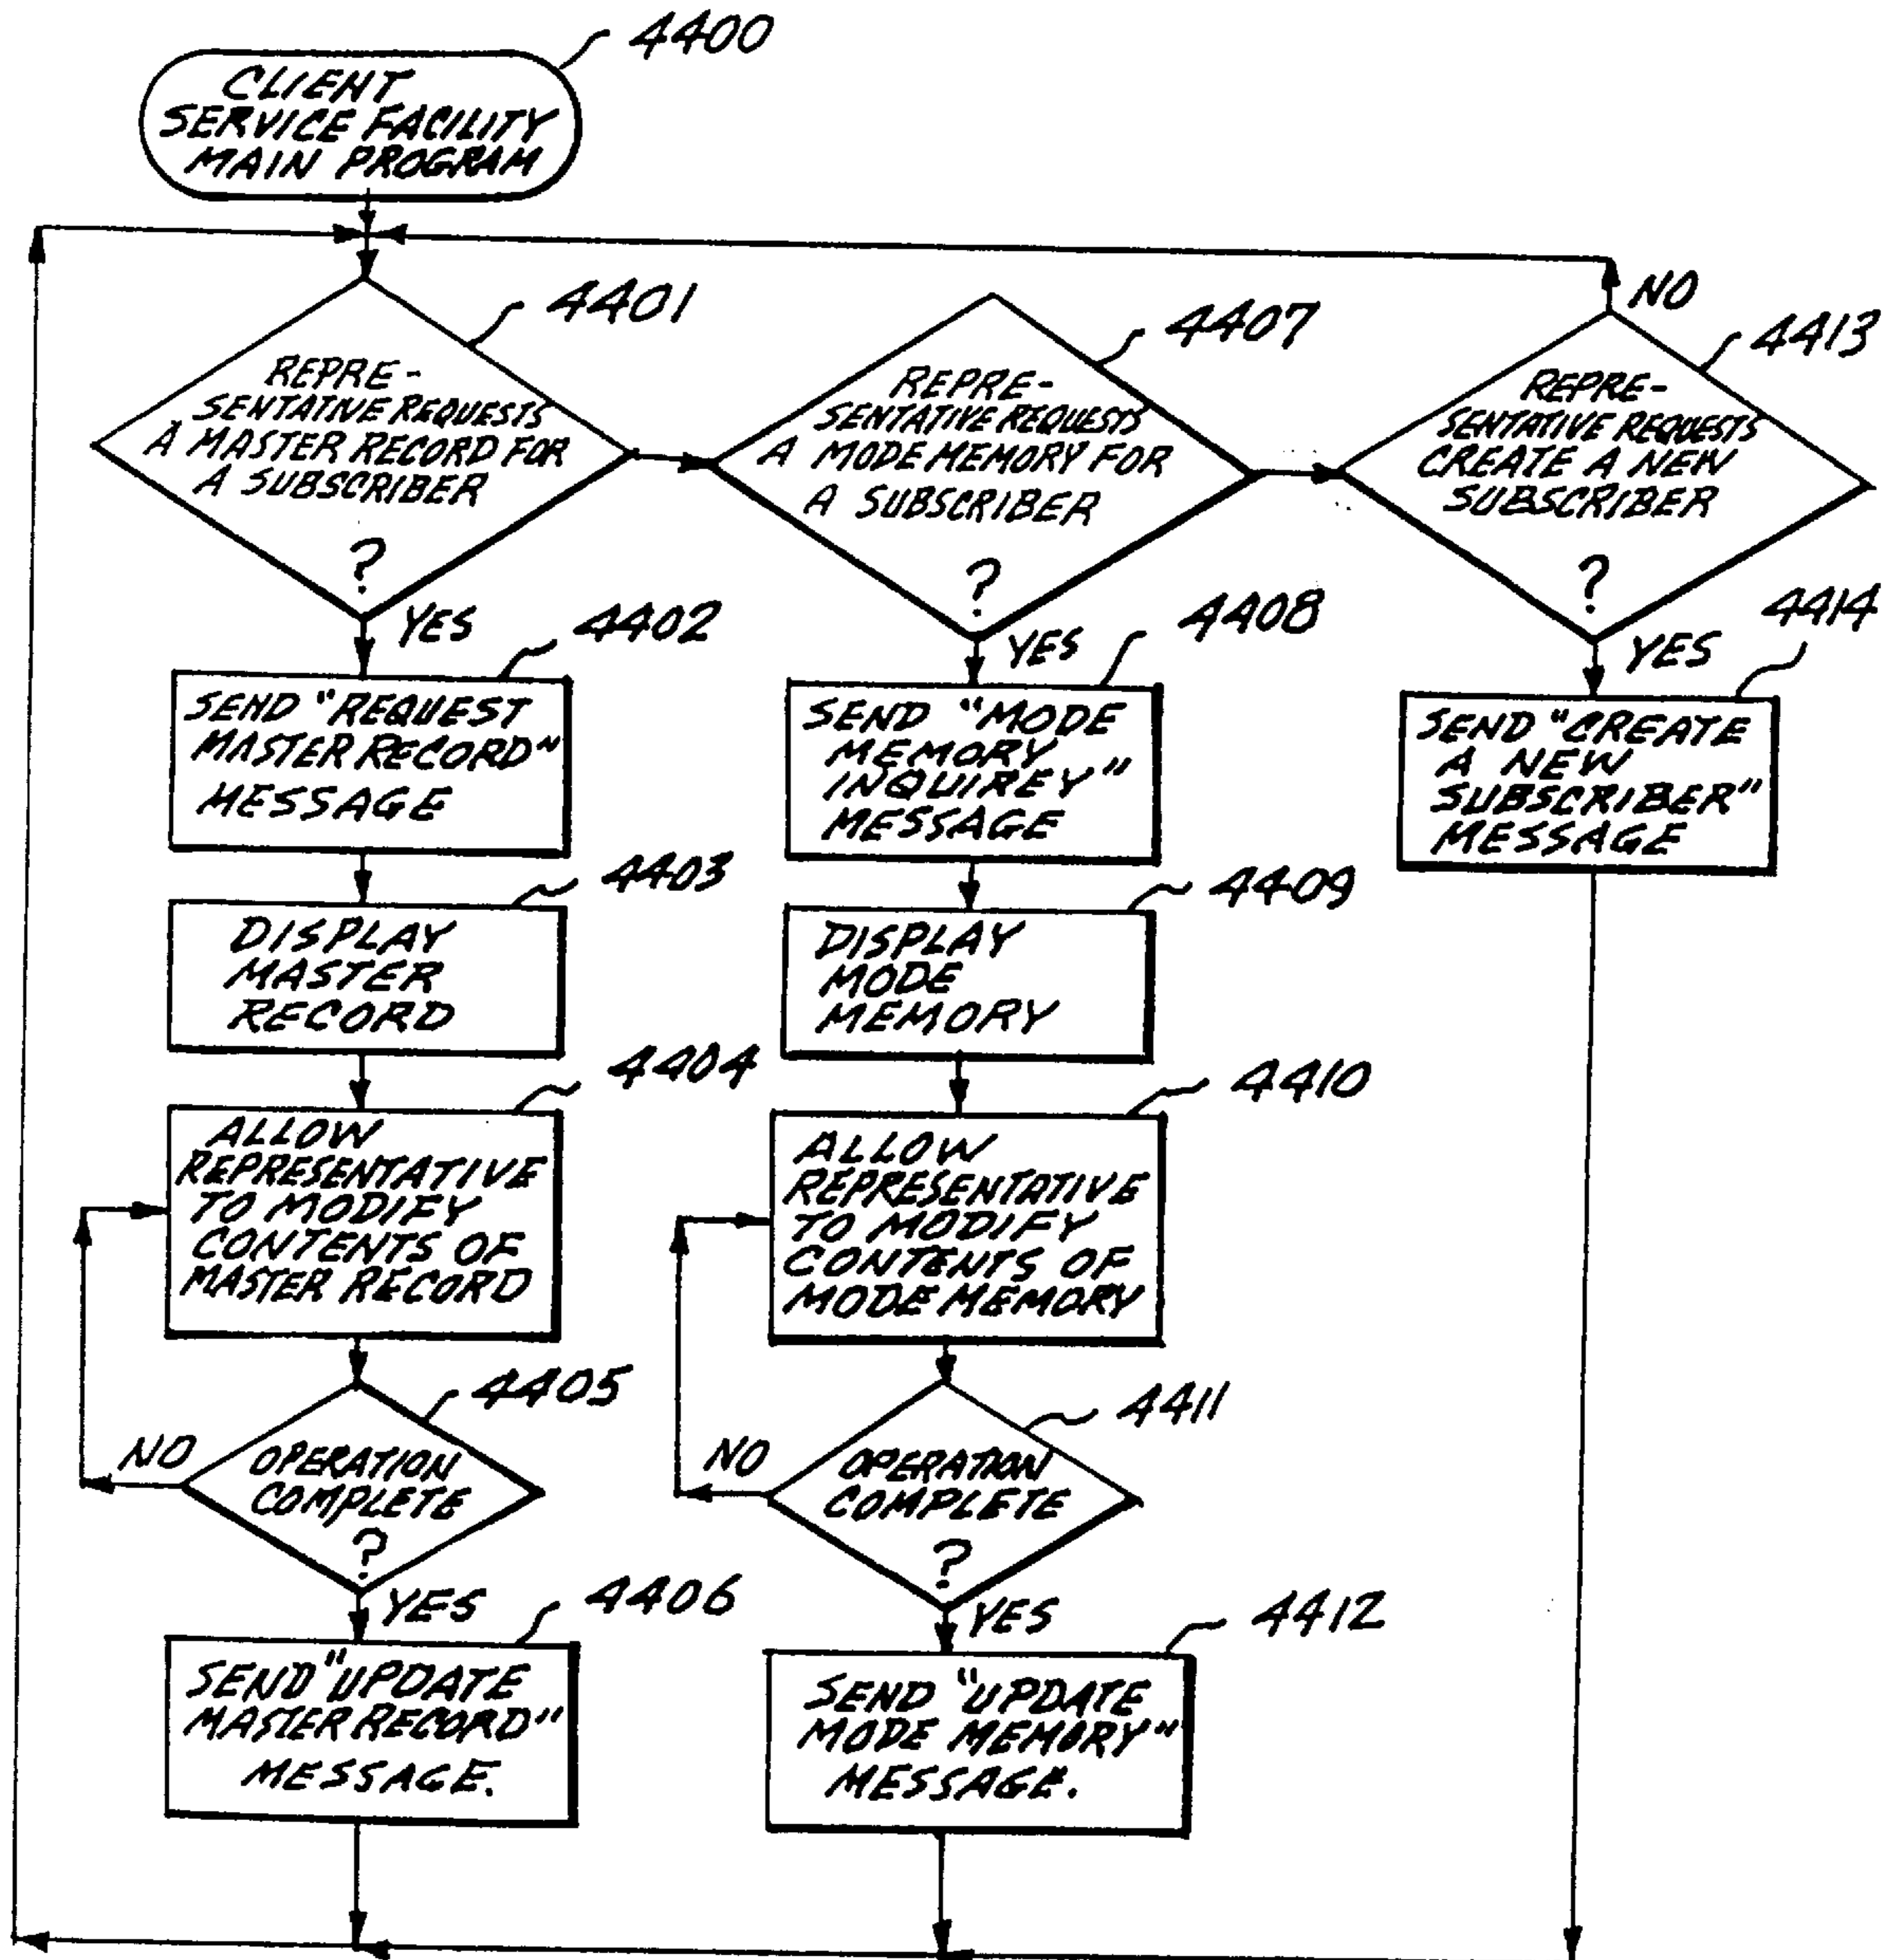 4400
CLIENT
SERVICE FACILITY
MAIN PROGRAM
4401
REPRE-
SENTATIVE REQUESTS
A MASTER RECORD FOR
A SUBSCRIBER
?
YES
4407
REPRE-
SENTATIVE REQUESTS
A MODE MEMORY FOR
A SUBSCRIBER
?
YES
NO
4413
REPRE-
SENTATIVE REQUESTS
CREATE A NEW
SUBSCRIBER
?
YES
4402
SEND "REQUEST
MASTER RECORD"
MESSAGE
4408
SEND "MODE
MEMORY
INQUIREY"
MESSAGE
4414
SEND "CREATE
A NEW
SUBSCRIBER"
MESSAGE
4403
DISPLAY
MASTER
RECORD
4409
DISPLAY
MODE
MEMORY
4404
ALLOW
REPRESENTATIVE
TO MODIFY
CONTENTS OF
MASTER RECORD
4410
ALLOW
REPRESENTATIVE
TO MODIFY
CONTENTS OF
MODE MEMORY
4405
NO
OPERATION
COMPLETE
?
YES
4411
NO
OPERATION
COMPLETE
?
YES
4406
SEND "UPDATE
MASTER RECORD"
MESSAGE.
4412
SEND "UPDATE
MODE MEMORY"
MESSAGE.